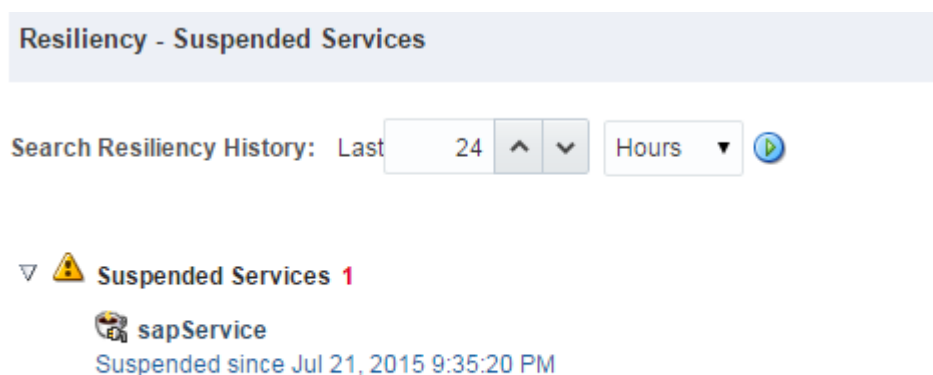 Resiliency - Suspended Services
Search Resiliency History: Last 24 Hours
Suspended Services 1
sapService
Suspended since Jul 21, 2015 9:35:20 PM